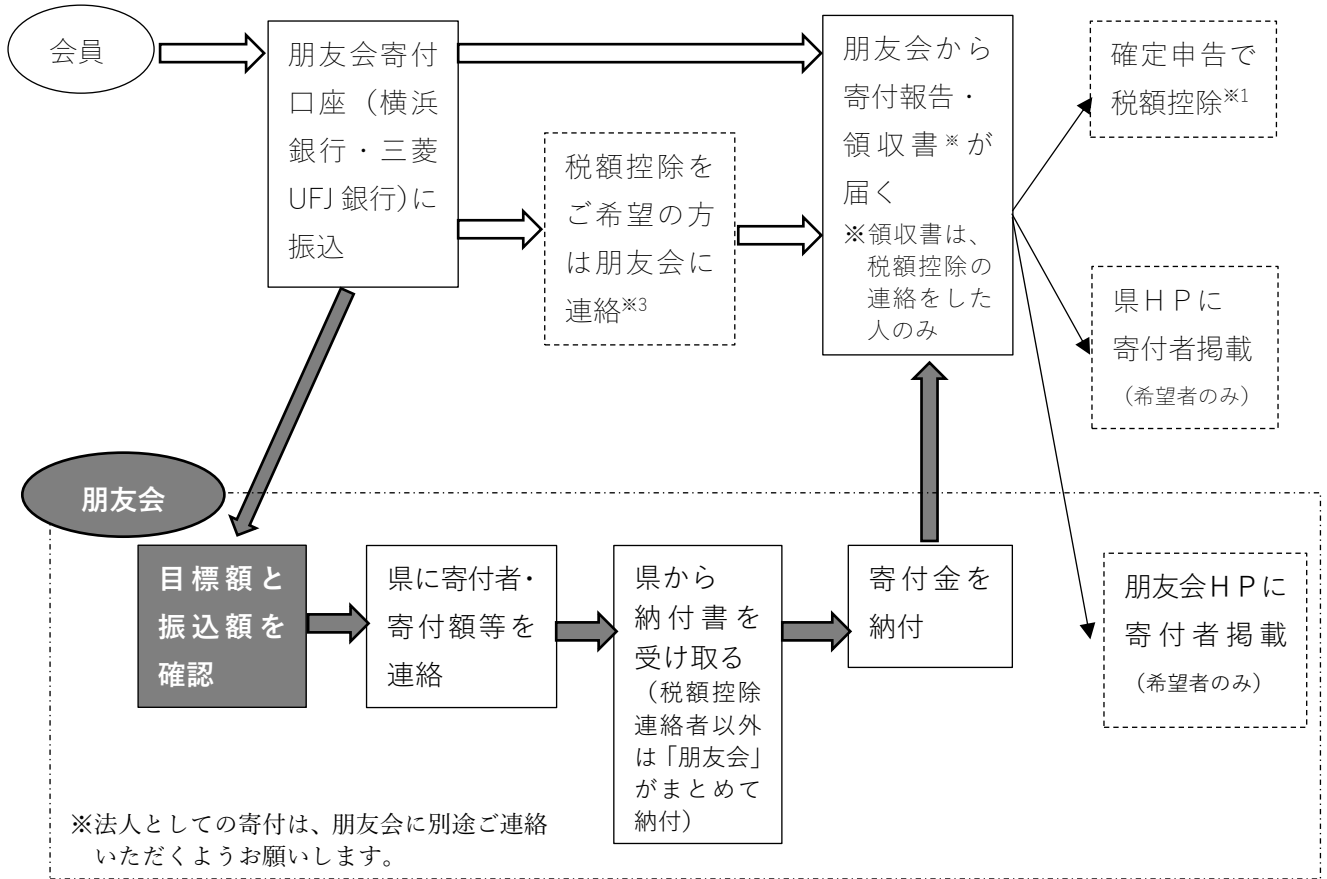 会員
朋友会寄付
口座（横浜
銀行・三菱
UFJ 銀行)に
振込
税額控除を
ご希望の方
は朋友会に
連絡※3
朋友会から
寄付報告・
領収書※が
届く
※領収書は、
税額控除の
連絡をした
人のみ
確定申告で
税額控除※1
県ＨＰに
寄付者掲載
（希望者のみ）
朋友会ＨＰに
寄付者掲載
（希望者のみ）
朋友会
目標額と
振込額を
確認
県に寄付者・
寄付額等を
連絡
県から
納付書を
受け取る
（税額控除
連絡者以外
は「朋友会」
がまとめて
納付）
寄付金を
納付
※法人としての寄付は、朋友会に別途ご連絡
いただくようお願いします。